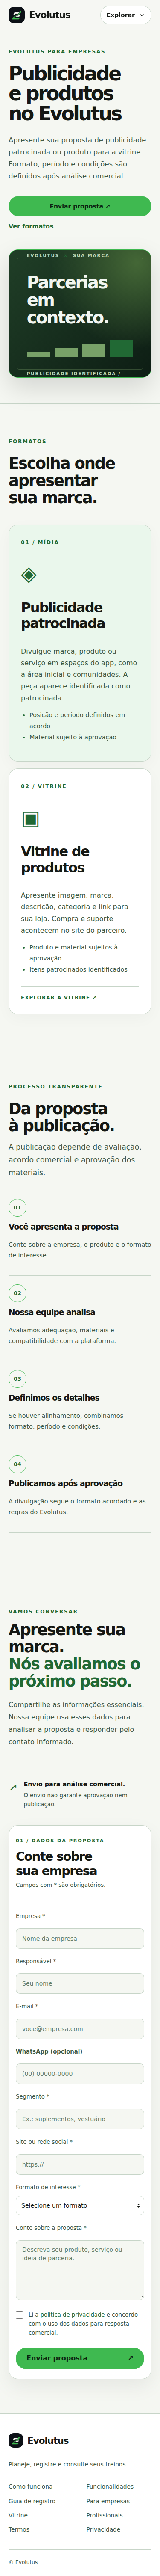 Evolutus
Explorar
EVOLUTUS PARA EMPRESAS
Publicidade
e produtos
no Evolutus
Apresente sua proposta de publicidade
patrocinada ou produto para a vitrine.
Formato, período e condições são
definidos após análise comercial.
Enviar proposta ↗
Ver formatos
EVOLUTUS SUA MARCA
Parcerias
em
contexto.
PUBLICIDADE IDENTIFICADA /
FORMATOS
Escolha onde
apresentar
sua marca.
01 / MÍDIA
Publicidade
patrocinada
Divulgue marca, produto ou
serviço em espaços do app, como
a área inicial e comunidades. A
peça aparece identificada como
patrocinada.
• Posição e período definidos em
acordo
• Material sujeito à aprovação
02 / VITRINE
Vitrine de
produtos
Apresente imagem, marca,
descrição, categoria e link para
sua loja. Compra e suporte
acontecem no site do parceiro.
• Produto e material sujeitos à
aprovação
• Itens patrocinados identificados
EXPLORAR A VITRINE ↗
PROCESSO TRANSPARENTE
Da proposta
à publicação.
A publicação depende de avaliação,
acordo comercial e aprovação dos
materiais.
01
Você apresenta a proposta
Conte sobre a empresa, o produto e o formato
de interesse.
02
Nossa equipe analisa
Avaliamos adequação, materiais e
compatibilidade com a plataforma.
03
Definimos os detalhes
Se houver alinhamento, combinamos
formato, período e condições.
04
Publicamos após aprovação
A divulgação segue o formato acordado e as
regras do Evolutus.
VAMOS CONVERSAR
Apresente sua
marca.
Nós avaliamos o
próximo passo.
Compartilhe as informações essenciais.
Nossa equipe usa esses dados para
analisar a proposta e responder pelo
contato informado.
↗ Envio para análise comercial.
O envio não garante aprovação nem
publicação.
01 / DADOS DA PROPOSTA
Conte sobre
sua empresa
Campos com * são obrigatórios.
Empresa *
Nome da empresa
Responsável *
Seu nome
E-mail *
voce@empresa.com
WhatsApp (opcional)
(00) 00000-0000
Segmento *
Ex.: suplementos, vestuário
Site ou rede social *
https://
Formato de interesse *
Selecione um formato
Conte sobre a proposta *
Descreva seu produto, serviço ou
ideia de parceria.
Li a política de privacidade e concordo
com o uso dos dados para resposta
comercial.
Enviar proposta ↗
Evolutus
Planeje, registre e consulte seus treinos.
Como funciona Funcionalidades
Guia de registro Para empresas
Vitrine Profissionais
Termos Privacidade
© Evolutus